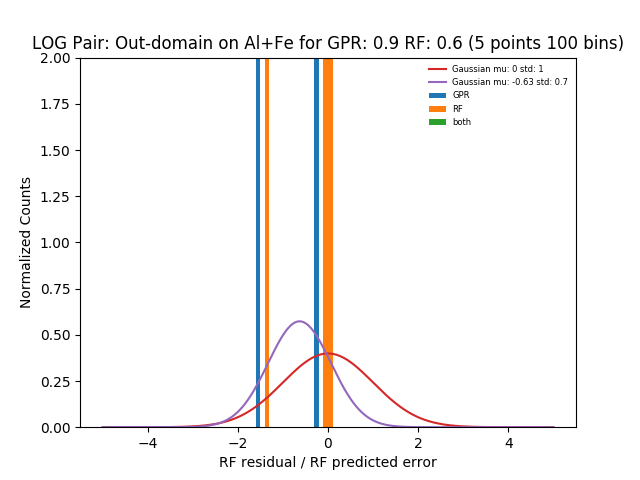 LOG Pair: Out-domain on Al+Fe for GPR: 0.9 RF: 0.6 (5 points 100 bins)
2.00
1.75
1.50
1.25
1.00
0.75
0.50
0.25
0.00
Normalized Counts
Gaussian mu: 0 std: 1
Gaussian mu: -0.63 std: 0.7
GPR
RF
both
−4 −2 0 2 4
RF residual / RF predicted error